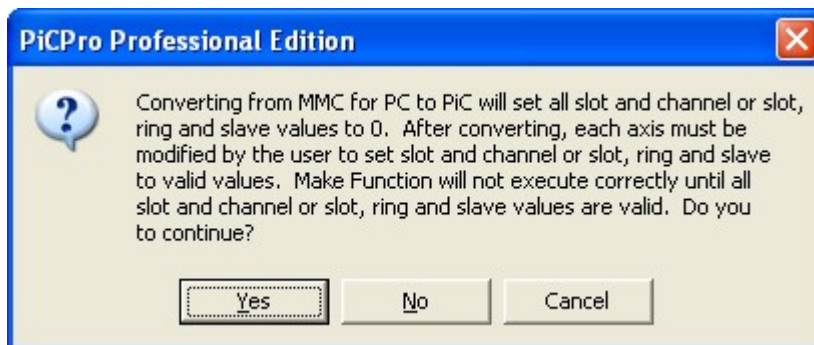 PiCPro Professional Edition
Converting from MMC for PC to PiC will set all slot and channel or slot,
ring and slave values to 0. After converting, each axis must be
modified by the user to set slot and channel or slot, ring and slave
to valid values. Make Function will not execute correctly until all
slot and channel or slot, ring and slave values are valid. Do you
to continue?
Yes No Cancel